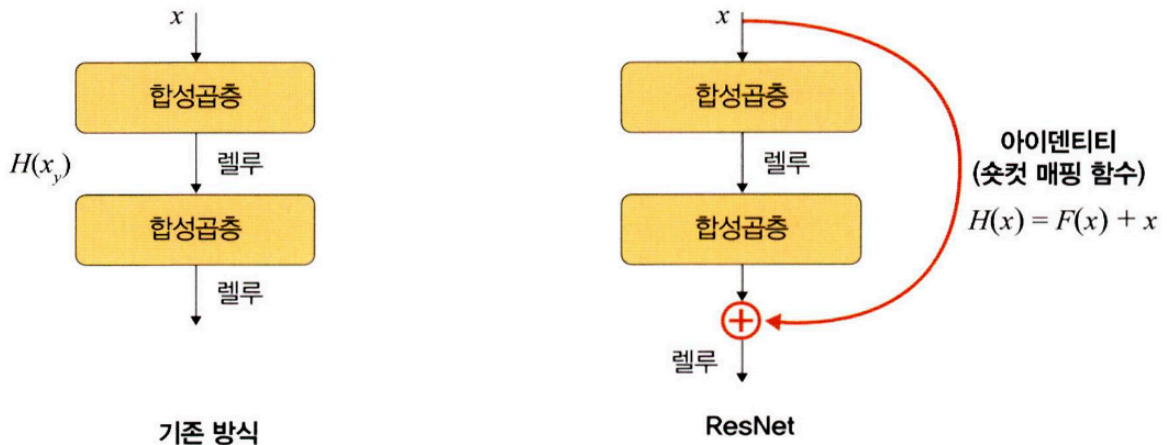 x
합성곱층
H(x_y)
렐루
합성곱층
렐루
기존 방식
x
합성곱층
렐루
합성곱층
+
렐루
아이덴티티
(숏컷 매핑 함수)
H(x) = F(x) + x
ResNet